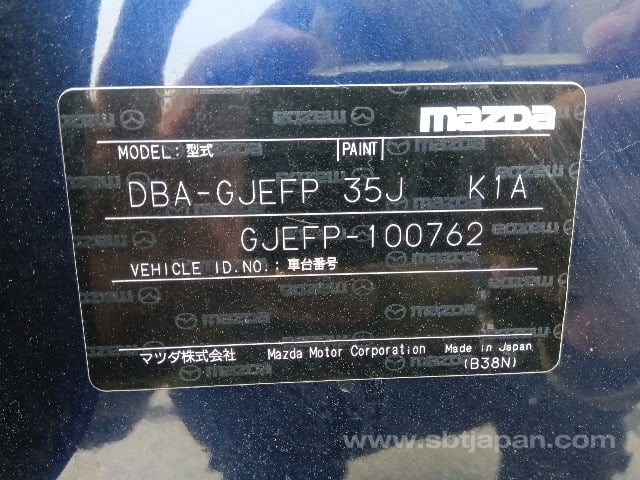 mazda
MODEL: 型式 PAINT
DBA-GJEFP 35J K1A
GJEFP-100762
VEHICLE ID.NO.: 車台番号
マツダ株式会社 Mazda Motor Corporation Made in Japan
(B38N)
www.sbtjapan.com